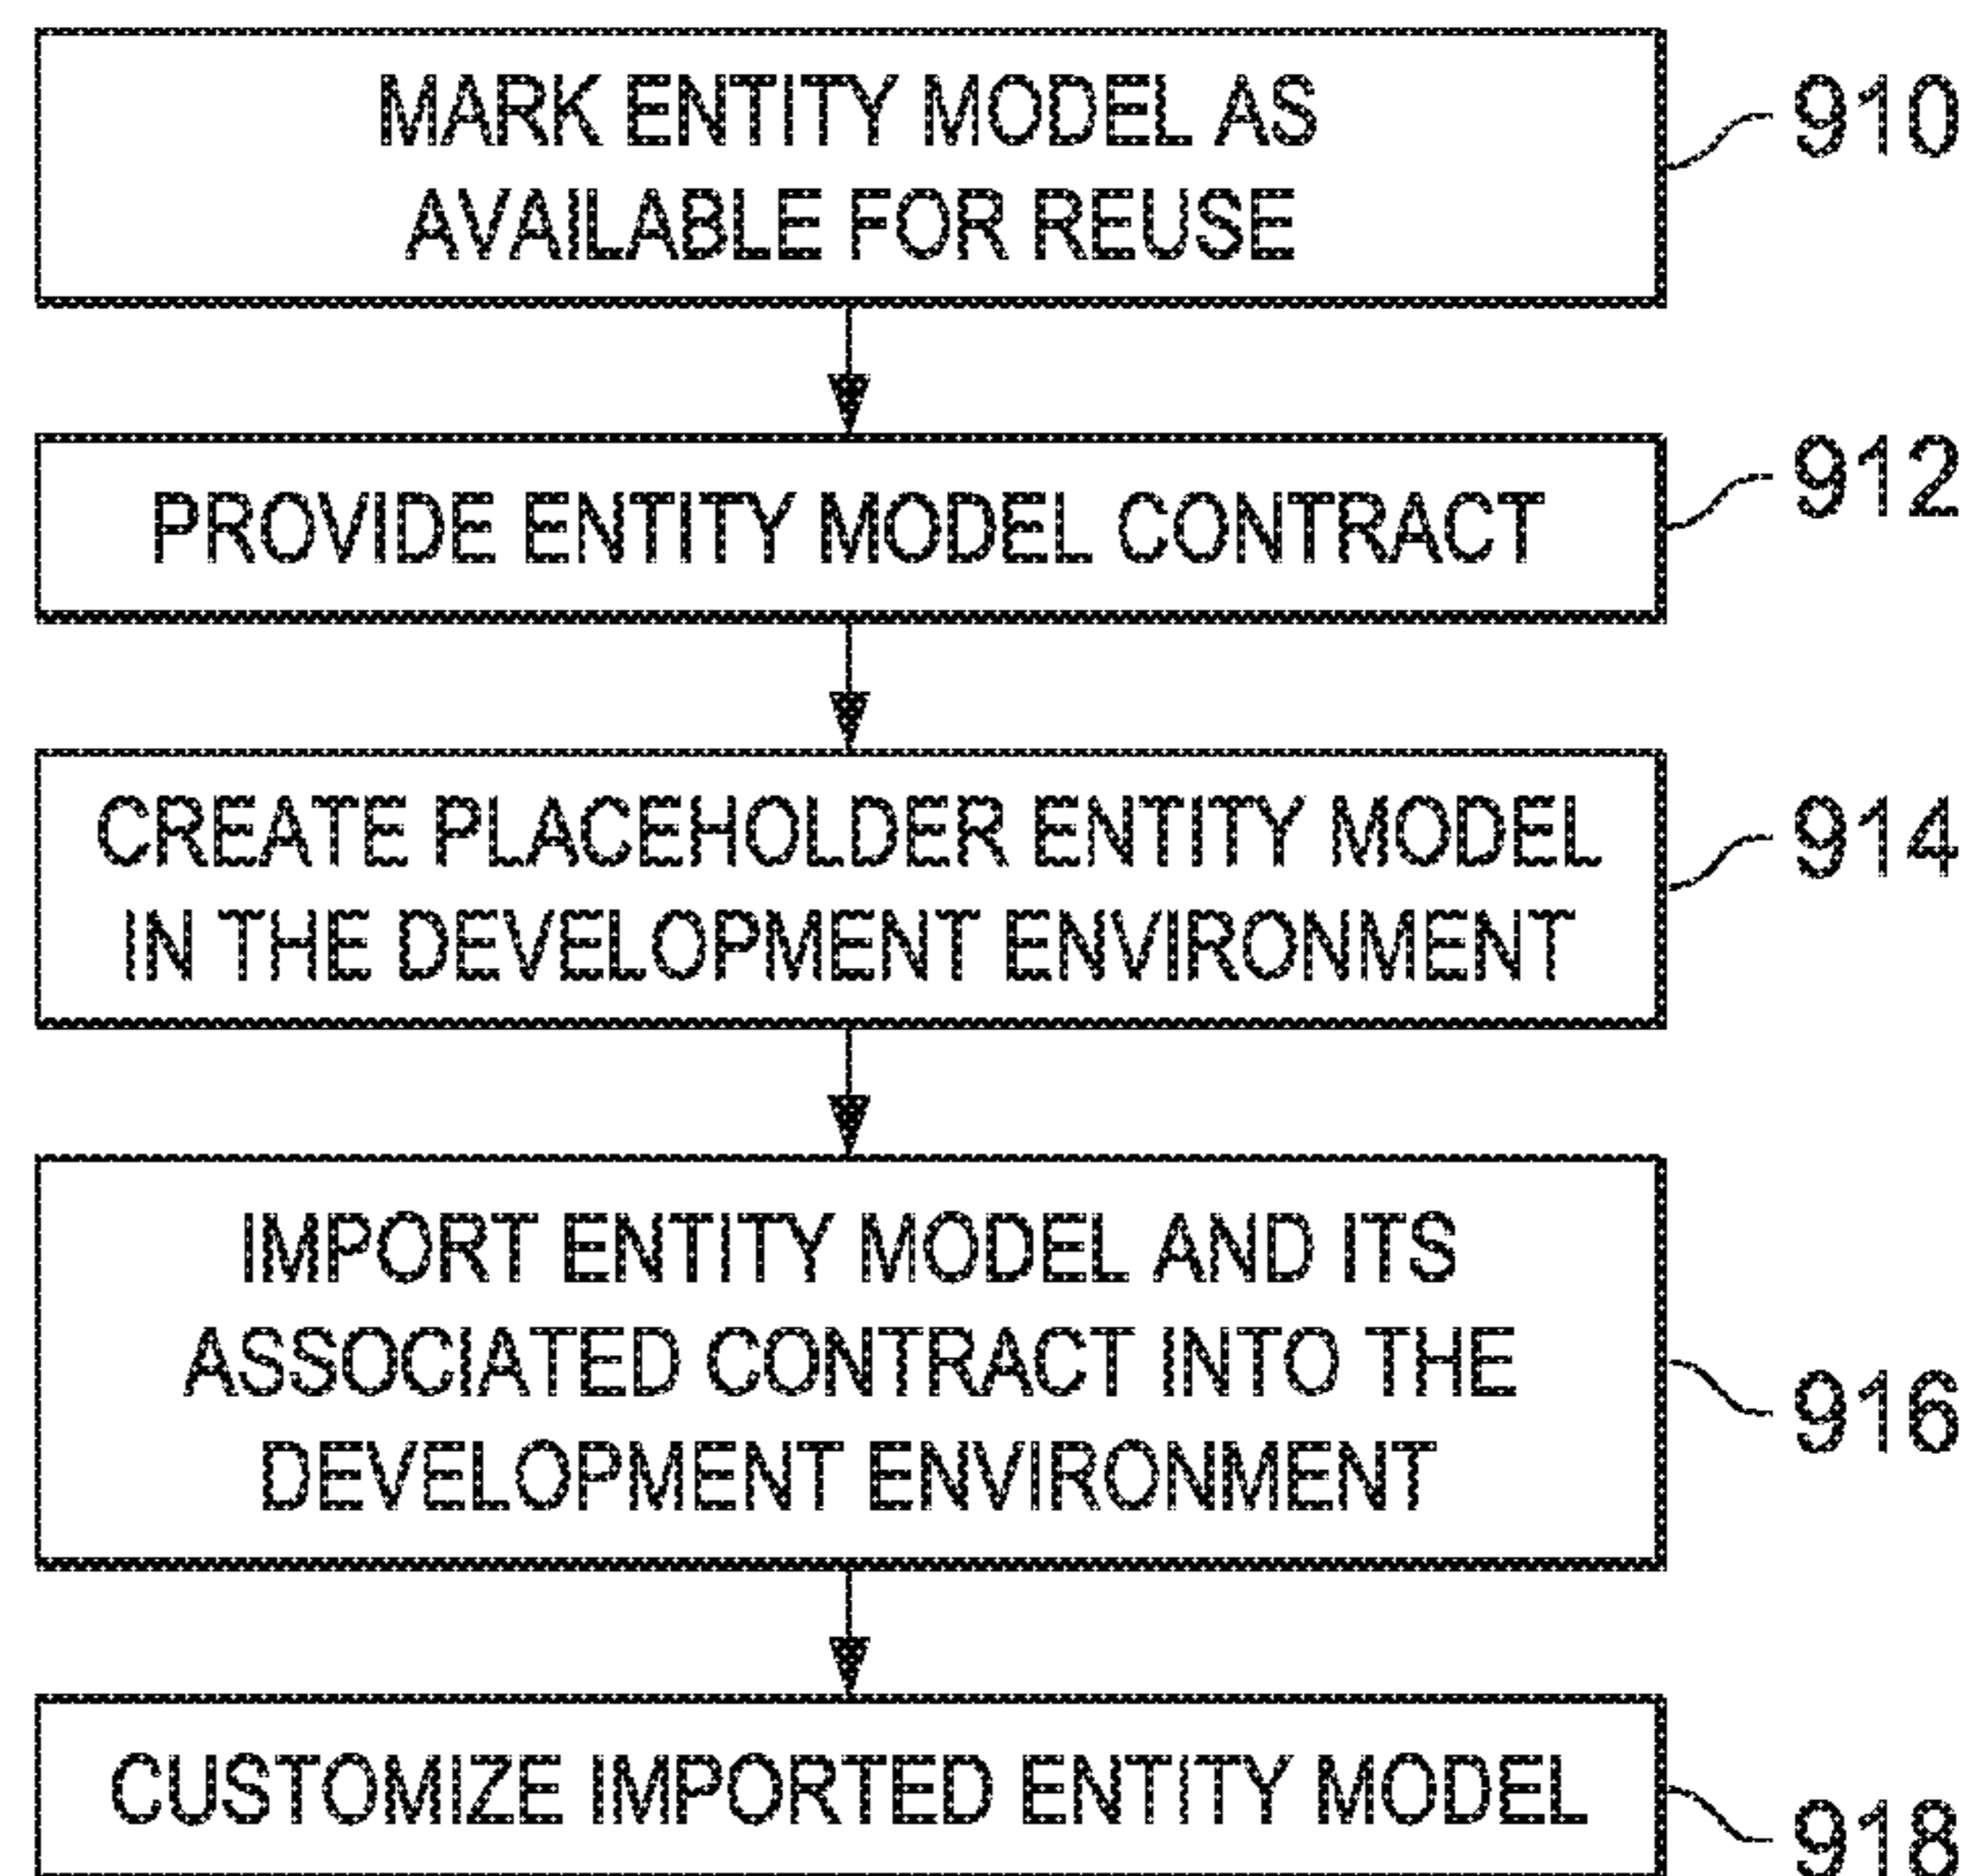 MARK ENTITY MODEL AS
AVAILABLE FOR REUSE
910
PROVIDE ENTITY MODEL CONTRACT
912
CREATE PLACEHOLDER ENTITY MODEL
IN THE DEVELOPMENT ENVIRONMENT
914
IMPORT ENTITY MODEL AND ITS
ASSOCIATED CONTRACT INTO THE
DEVELOPMENT ENVIRONMENT
916
CUSTOMIZE IMPORTED ENTITY MODEL
918